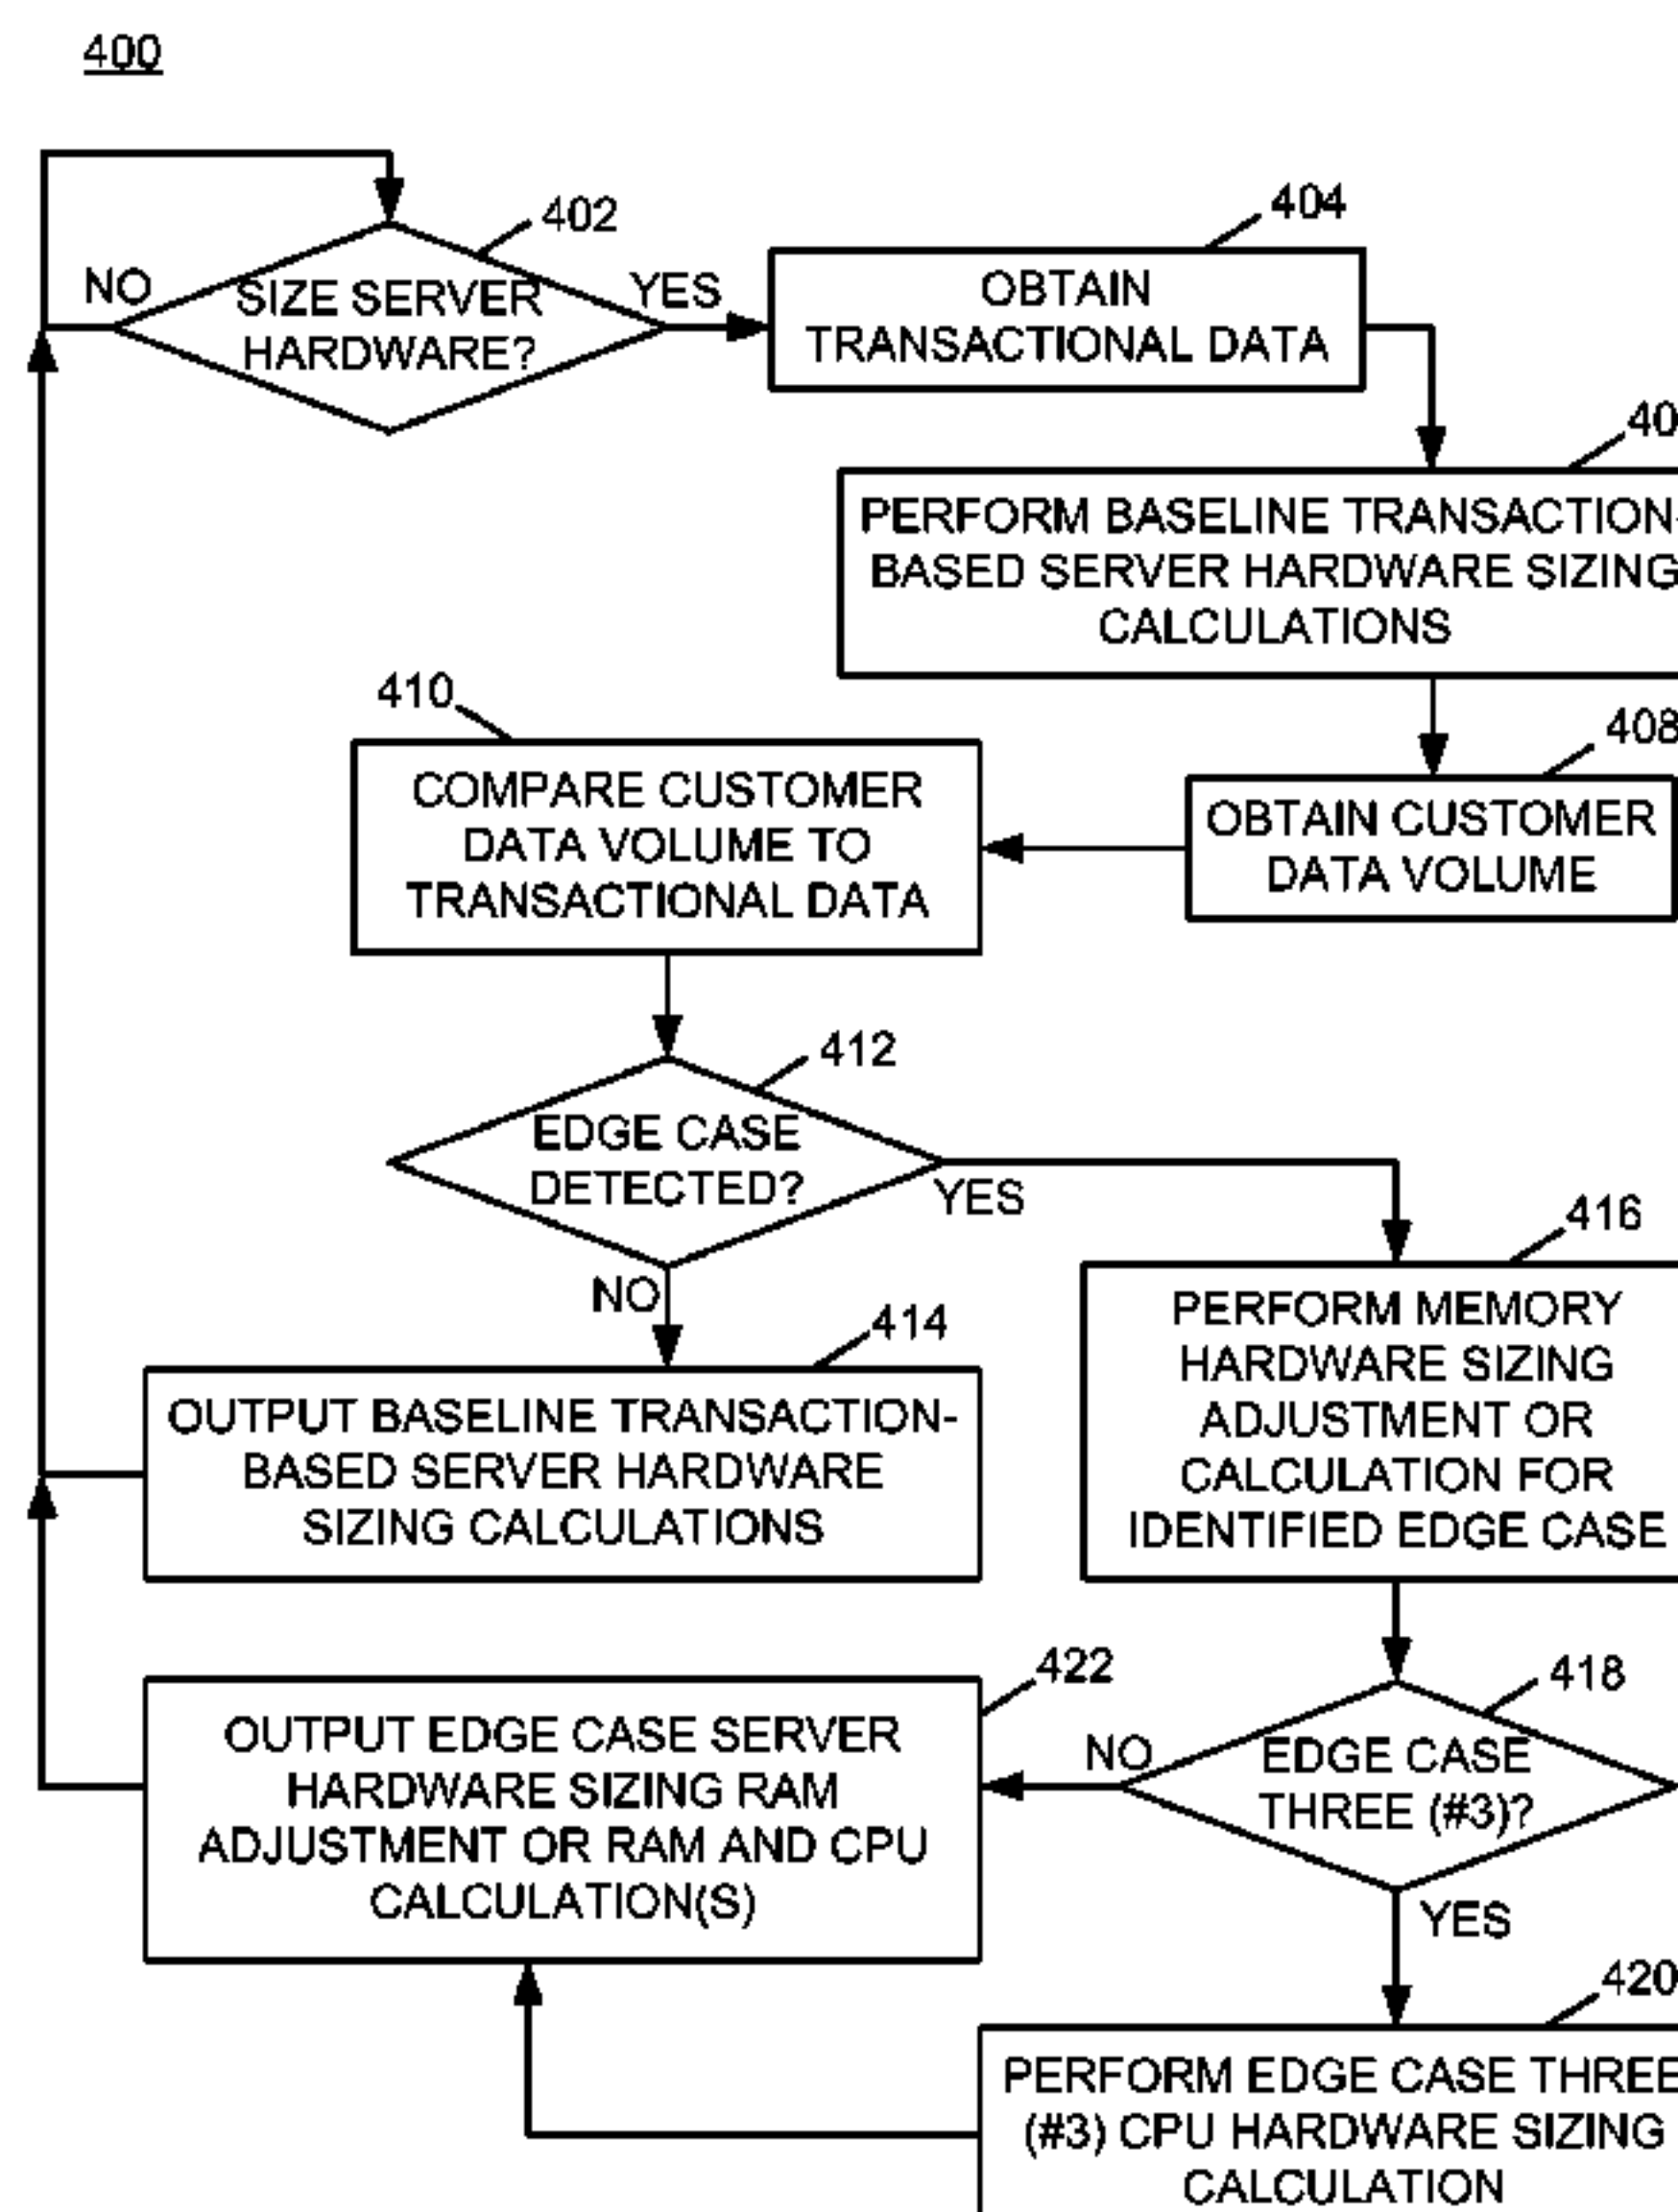 400
402
SIZE SERVER
HARDWARE?
NO
YES
404
OBTAIN
TRANSACTIONAL DATA
40
PERFORM BASELINE TRANSACTION-
BASED SERVER HARDWARE SIZING
CALCULATIONS
408
OBTAIN CUSTOMER
DATA VOLUME
410
COMPARE CUSTOMER
DATA VOLUME TO
TRANSACTIONAL DATA
412
EDGE CASE
DETECTED?
YES
NO
414
OUTPUT BASELINE TRANSACTION-
BASED SERVER HARDWARE
SIZING CALCULATIONS
416
PERFORM MEMORY
HARDWARE SIZING
ADJUSTMENT OR
CALCULATION FOR
IDENTIFIED EDGE CASE
418
EDGE CASE
THREE (#3)?
NO
YES
422
OUTPUT EDGE CASE SERVER
HARDWARE SIZING RAM
ADJUSTMENT OR RAM AND CPU
CALCULATION(S)
420
PERFORM EDGE CASE THREE
(#3) CPU HARDWARE SIZING
CALCULATION